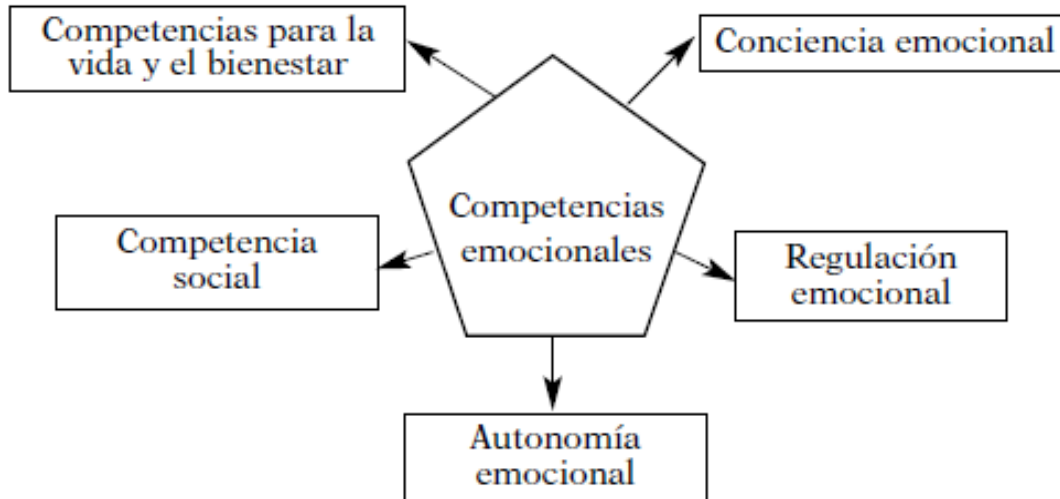 Competencias para la
vida y el bienestar
Conciencia emocional
Competencias
emocionales
Competencia
social
Regulación
emocional
Autonomía
emocional